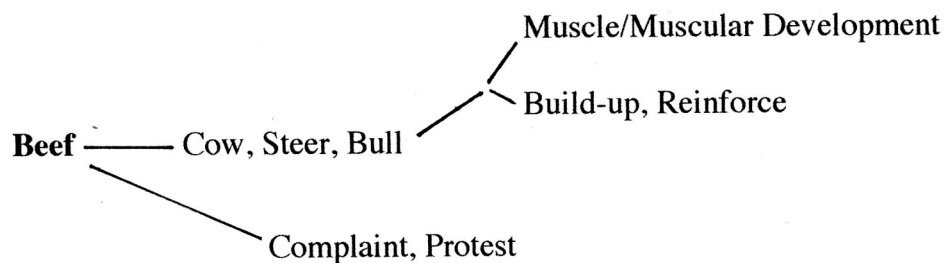 Muscle/Muscular Development
Build-up, Reinforce
Beef
Cow, Steer, Bull
Complaint, Protest